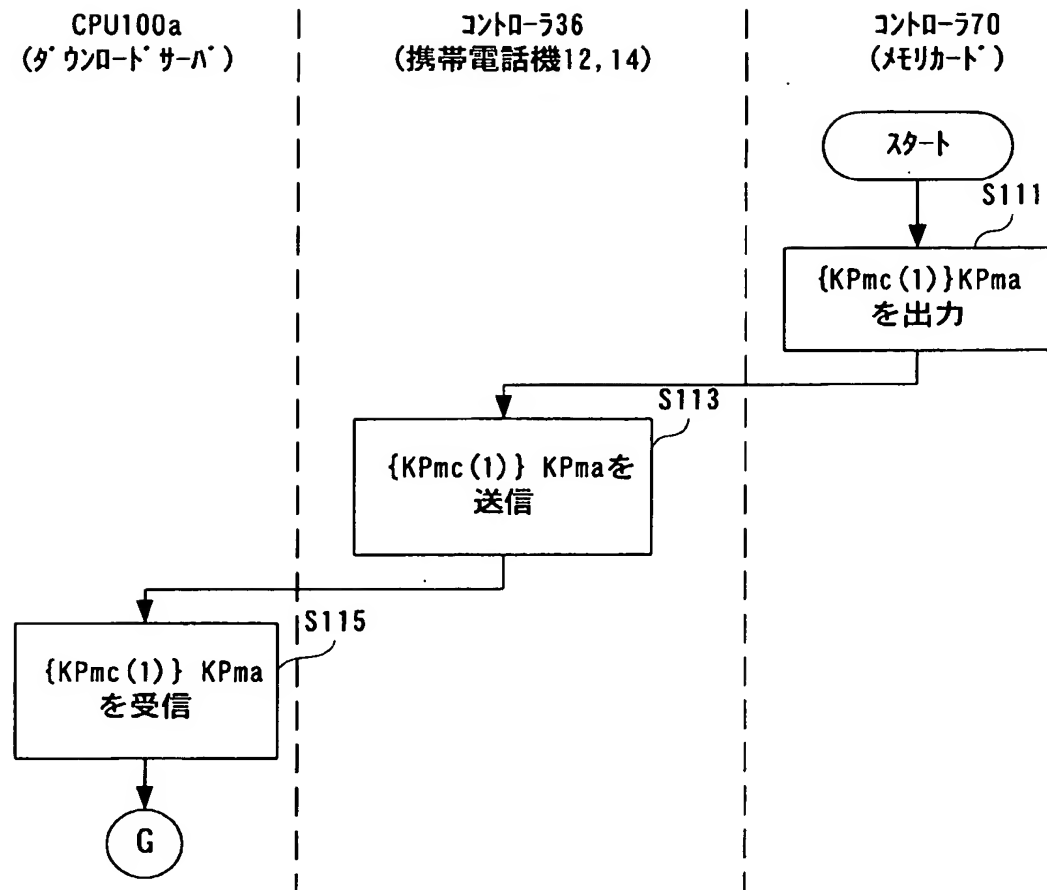 CPU100a
(ダウンロードサーバ)
コントローラ36
(携帯電話機12,14)
コントローラ70
(メモリカード)
スタート
S111
{KPmc(1)}KPma
を出力
S113
{KPmc(1)} KPmaを
送信
S115
{KPmc(1)} KPma
を受信
G